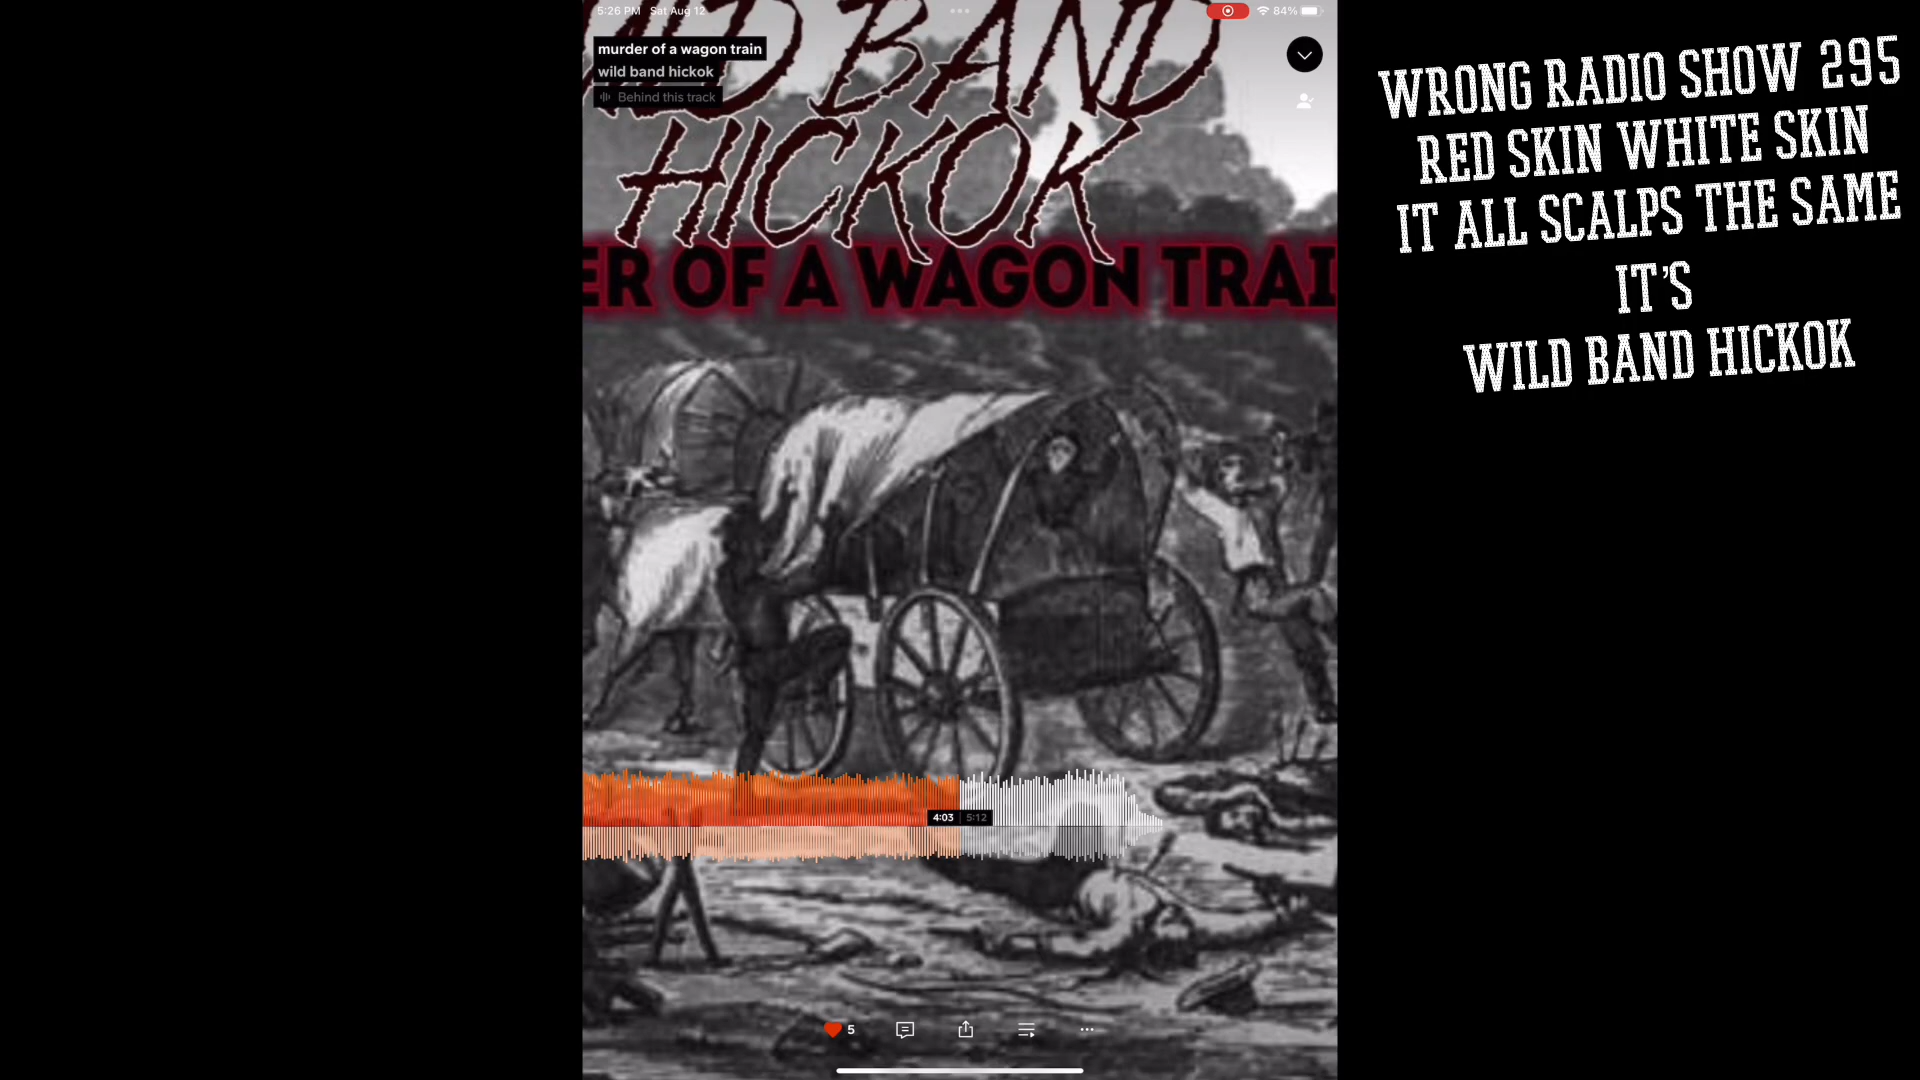 5:26 PM Sat Aug 12
84%
murder of a wagon train
wild band hickok
Behind this track
WILD BAND
HICKOK
ER OF A WAGON TRAI
4:03 5:12
5
WRONG RADIO SHOW 295
RED SKIN WHITE SKIN
IT ALL SCALPS THE SAME
IT'S
WILD BAND HICKOK